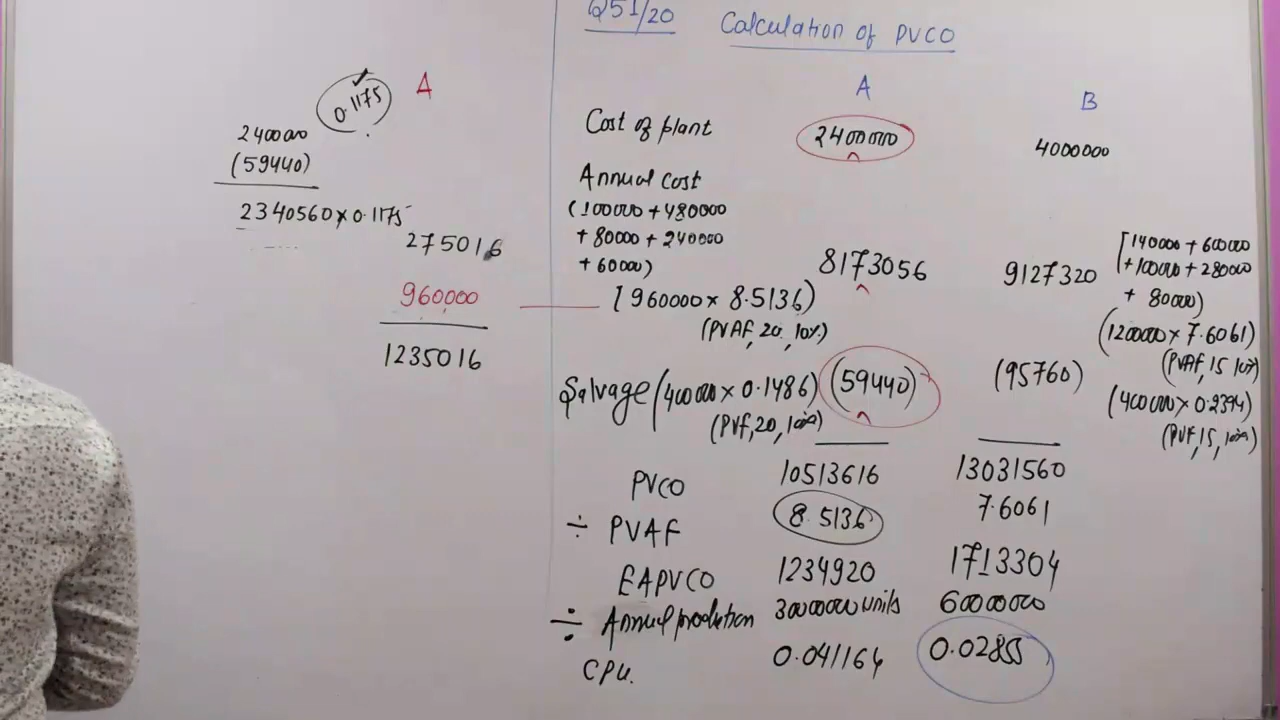 Q51/20 Calculation of PVCO
A
0.1175
2400000
(59440)
2340560 x 0.1175
275016
960000
1235016
A B
Cost of plant 2400000 4000000
Annual Cost
(100000 + 480000
+ 80000 + 240000
+ 60000)
[960000 x 8.5136)
(PVAF, 20, 10%)
8173056 9127320
[140000 + 600000
+ 100000 + 280000
+ 80000)
(1200000 x 7.6061)
(PVAF, 15 10%)
Salvage (400000 x 0.1486) (59440) (95760)
(PVF, 20, 10%)
(400000 x 0.2394)
(PVF, 15, 10%)
PVCO 10513616 13031560
÷ PVAF 8.5136 7.6061
EAPVCO 1234920 1713304
÷ Annual production 30000000 units 60000000
CPU. 0.041164 0.02855